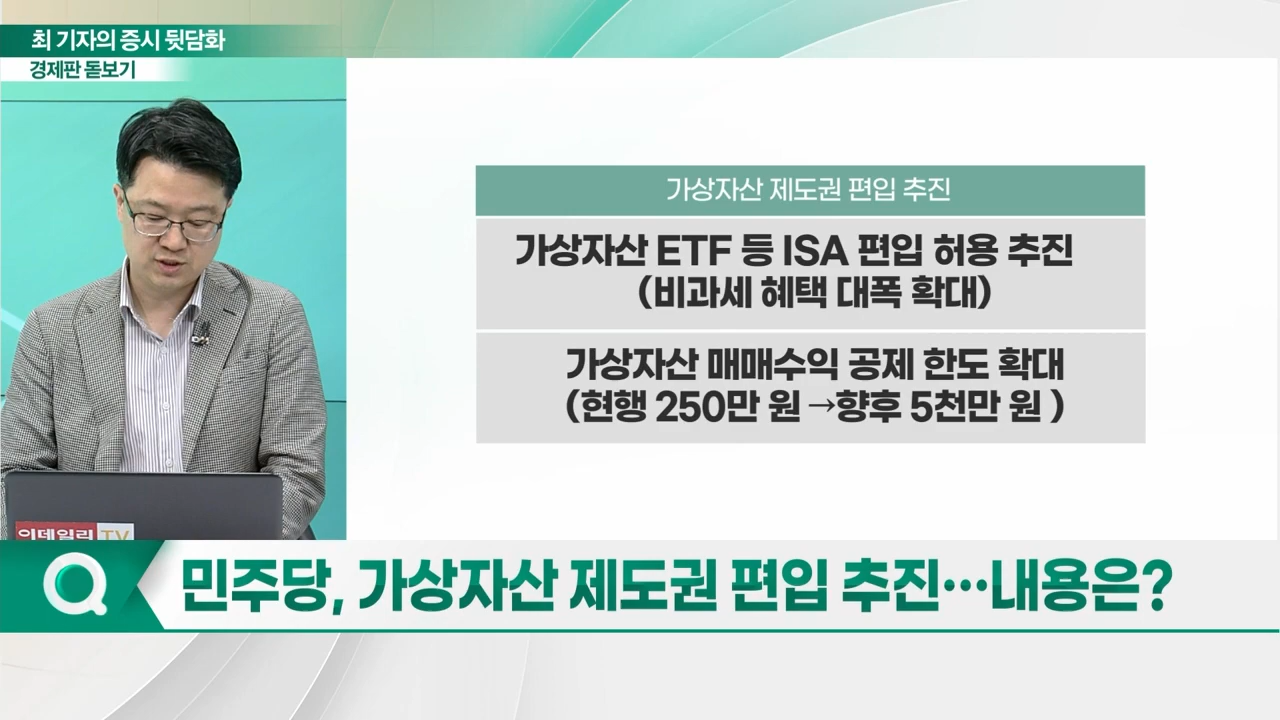 최 기자의 증시 뒷담화
경제판 돋보기
가상자산 제도권 편입 추진
가상자산 ETF 등 ISA 편입 허용 추진
(비과세 혜택 대폭 확대)
가상자산 매매수익 공제 한도 확대
(현행 250만 원 →향후 5천만 원 )
이데일리 TV
민주당, 가상자산 제도권 편입 추진…내용은?